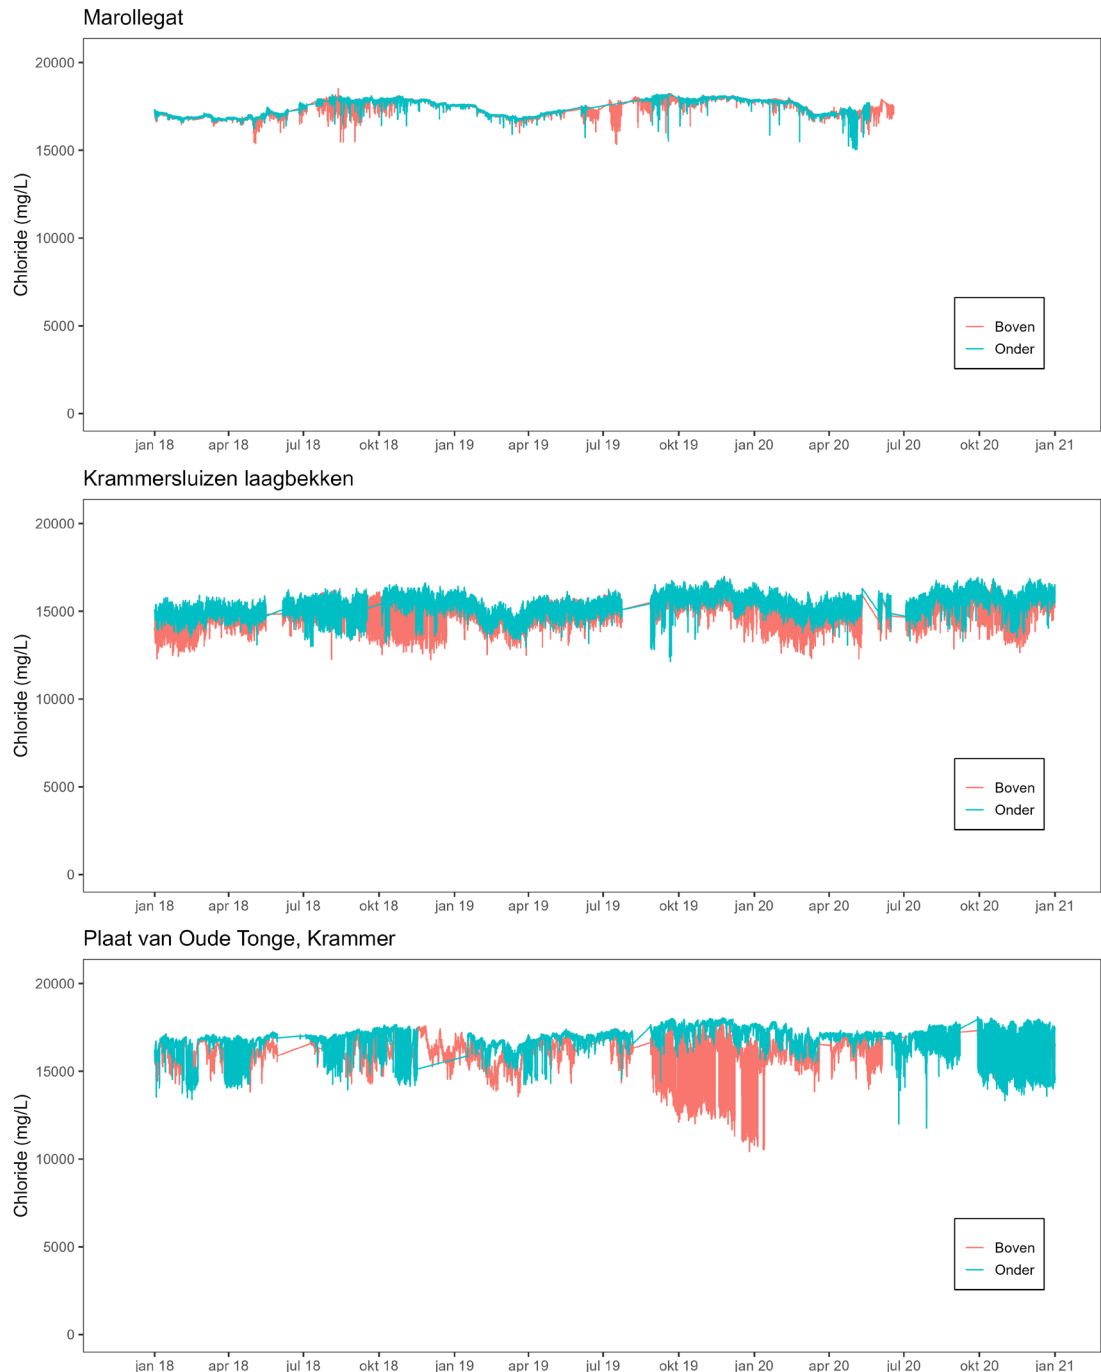 Marollegat
20000
15000
10000
5000
0
Chloride (mg/L)
Boven
Onder
jan 18 apr 18 jul 18 okt 18 jan 19 apr 19 jul 19 okt 19 jan 20 apr 20 jul 20 okt 20 jan 21
Krammersluizen laagbekken
20000
15000
10000
5000
0
Chloride (mg/L)
Boven
Onder
jan 18 apr 18 jul 18 okt 18 jan 19 apr 19 jul 19 okt 19 jan 20 apr 20 jul 20 okt 20 jan 21
Plaat van Oude Tonge, Krammer
20000
15000
10000
5000
0
Chloride (mg/L)
Boven
Onder
jan 18 apr 18 jul 18 okt 18 jan 19 apr 19 jul 19 okt 19 jan 20 apr 20 jul 20 okt 20 jan 21